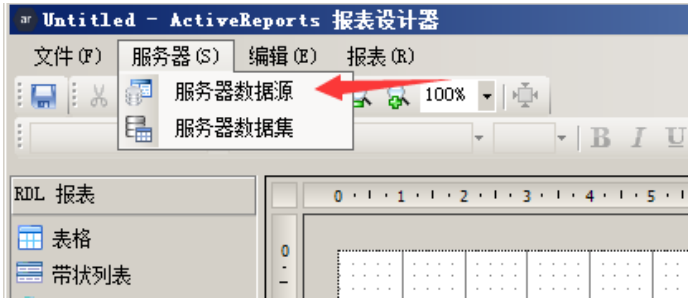 ar Untitled - ActiveReports 报表设计器
文件(F) 服务器(S) 编辑(E) 报表(R)
服务器数据源
100%
服务器数据集
B I U
RDL 报表
0 1 2 3 4 5
表格
0
带状列表